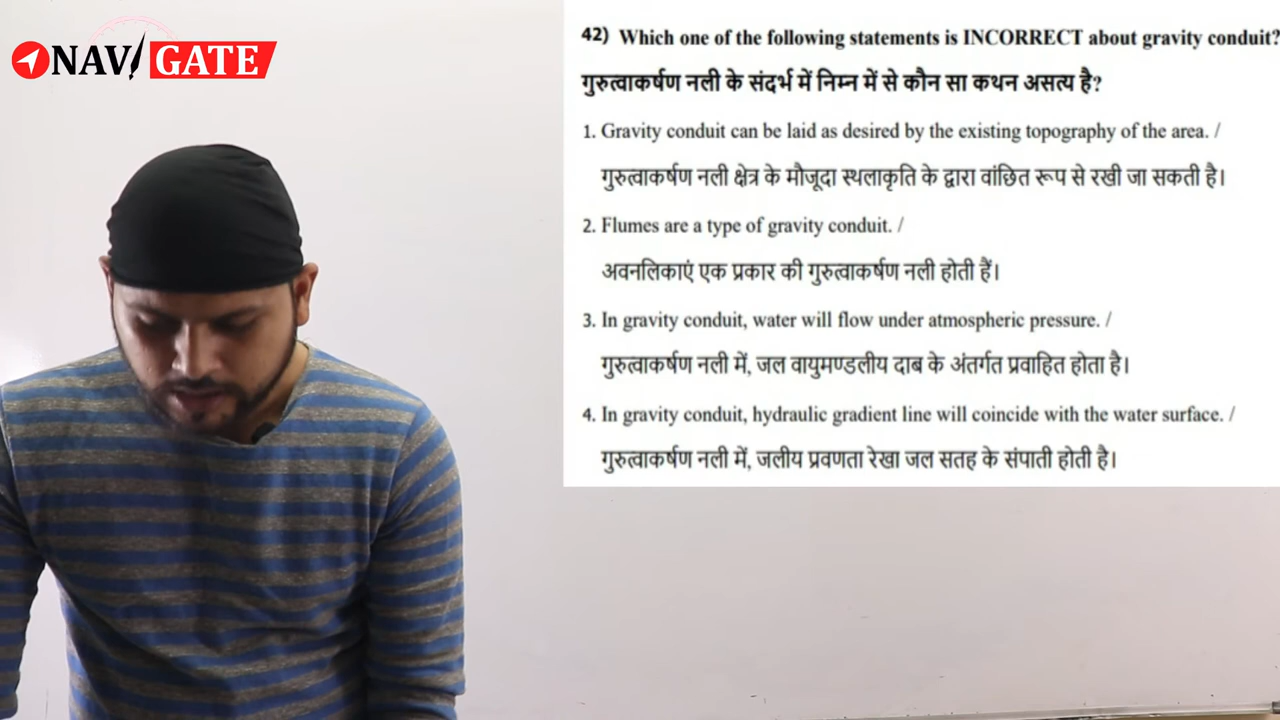 NAVIGATE
42) Which one of the following statements is INCORRECT about gravity conduit?
गुरुत्वाकर्षण नली के संदर्भ में निम्न में से कौन सा कथन असत्य है?
1. Gravity conduit can be laid as desired by the existing topography of the area. /
गुरुत्वाकर्षण नली क्षेत्र के मौजूदा स्थलाकृति के द्वारा वांछित रूप से रखी जा सकती है।
2. Flumes are a type of gravity conduit. /
अवनलिकाएं एक प्रकार की गुरुत्वाकर्षण नली होती हैं।
3. In gravity conduit, water will flow under atmospheric pressure. /
गुरुत्वाकर्षण नली में, जल वायुमण्डलीय दाब के अंतर्गत प्रवाहित होता है।
4. In gravity conduit, hydraulic gradient line will coincide with the water surface. /
गुरुत्वाकर्षण नली में, जलीय प्रवणता रेखा जल सतह के संपाती होती है।